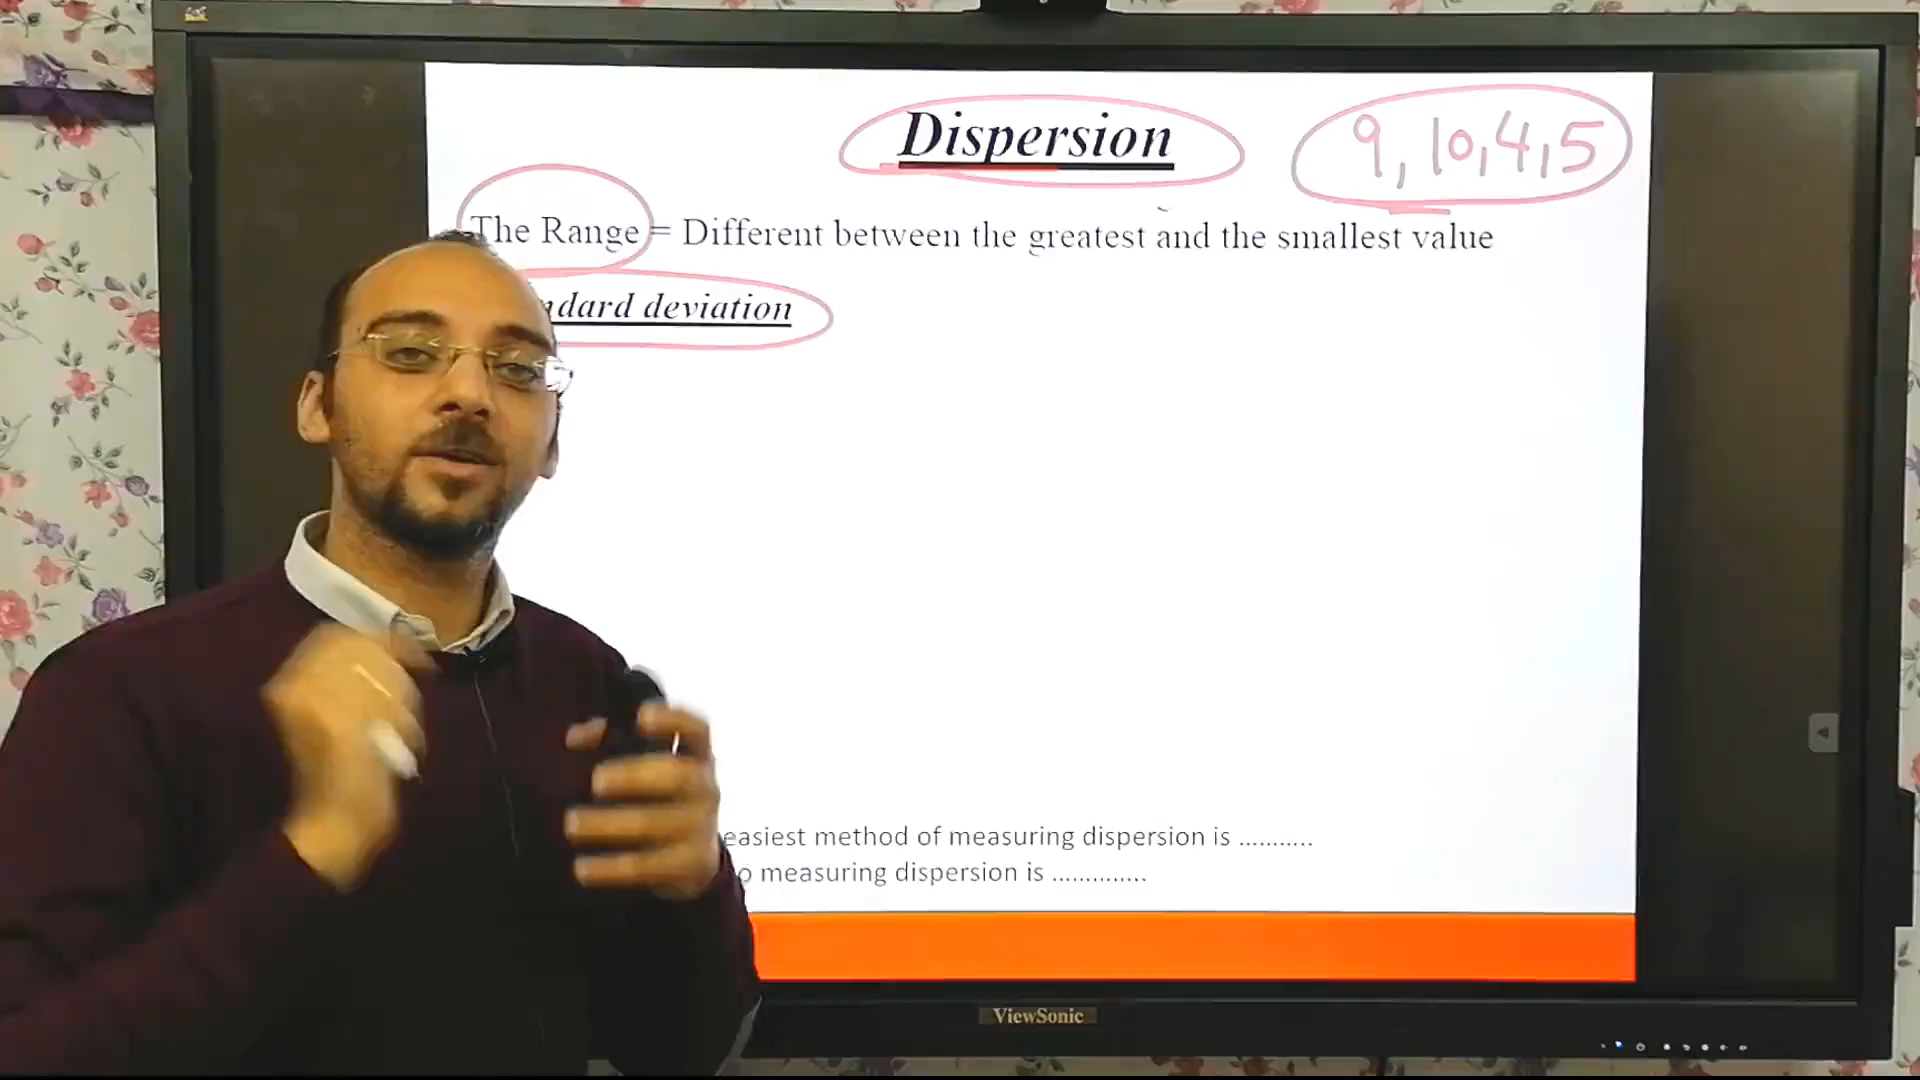 Dispersion
9, 10, 4, 5
The Range = Different between the greatest and the smallest value
deviation
easiest method of measuring dispersion is ...........
measuring dispersion is ..............
ViewSonic